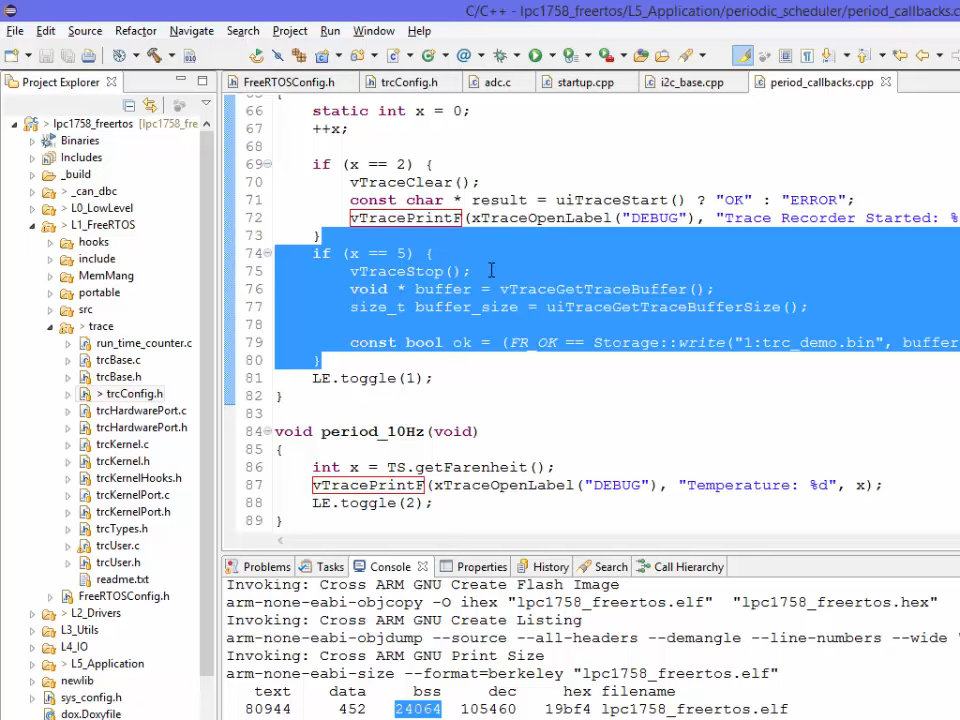 C/C++ - lpc1758_freertos/L5_Application/periodic_scheduler/period_callbacks.c
File Edit Source Refactor Navigate Search Project Run Window Help
Project Explorer
FreeRTOSConfig.h trcConfig.h adc.c startup.cpp i2c_base.cpp period_callbacks.cpp
lpc1758_freertos [lpc1758_fre
Binaries
Includes
_build
> _can_dbc
> L0_LowLevel
> L1_FreeRTOS
> hooks
> include
> MemMang
> portable
> src
> trace
run_time_counter.c
trcBase.c
trcBase.h
> trcConfig.h
trcHardwarePort.c
trcHardwarePort.h
trcKernel.c
trcKernel.h
trcKernelHooks.h
trcKernelPort.c
trcKernelPort.h
trcTypes.h
trcUser.c
trcUser.h
readme.txt
FreeRTOSConfig.h
> L2_Drivers
L3_Utils
L4_IO
> L5_Application
newlib
sys_config.h
dox.Doxyfile
66 static int x = 0;
67 ++x;
68
69 if (x == 2) {
70 vTraceClear();
71 const char * result = uiTraceStart() ? "OK" : "ERROR";
72 vTracePrintF(xTraceOpenLabel("DEBUG"), "Trace Recorder Started: %
73 }
74 if (x == 5) {
75 vTraceStop();
76 void * buffer = vTraceGetTraceBuffer();
77 size_t buffer_size = uiTraceGetTraceBufferSize();
78
79 const bool ok = (FR_OK == Storage::write("1:trc_demo.bin", buffer
80 }
81 LE.toggle(1);
82 }
83
84 void period_10Hz(void)
85 {
86 int x = TS.getFarenheit();
87 vTracePrintF(xTraceOpenLabel("DEBUG"), "Temperature: %d", x);
88 LE.toggle(2);
89 }
Problems Tasks Console Properties History Search Call Hierarchy
Invoking: Cross ARM GNU Create Flash Image
arm-none-eabi-objcopy -O ihex "lpc1758_freertos.elf" "lpc1758_freertos.hex"
Invoking: Cross ARM GNU Create Listing
arm-none-eabi-objdump --source --all-headers --demangle --line-numbers --wide "
Invoking: Cross ARM GNU Print Size
arm-none-eabi-size --format=berkeley "lpc1758_freertos.elf"
text data bss dec hex filename
80944 452 24064 105460 19bf4 lpc1758_freertos.elf